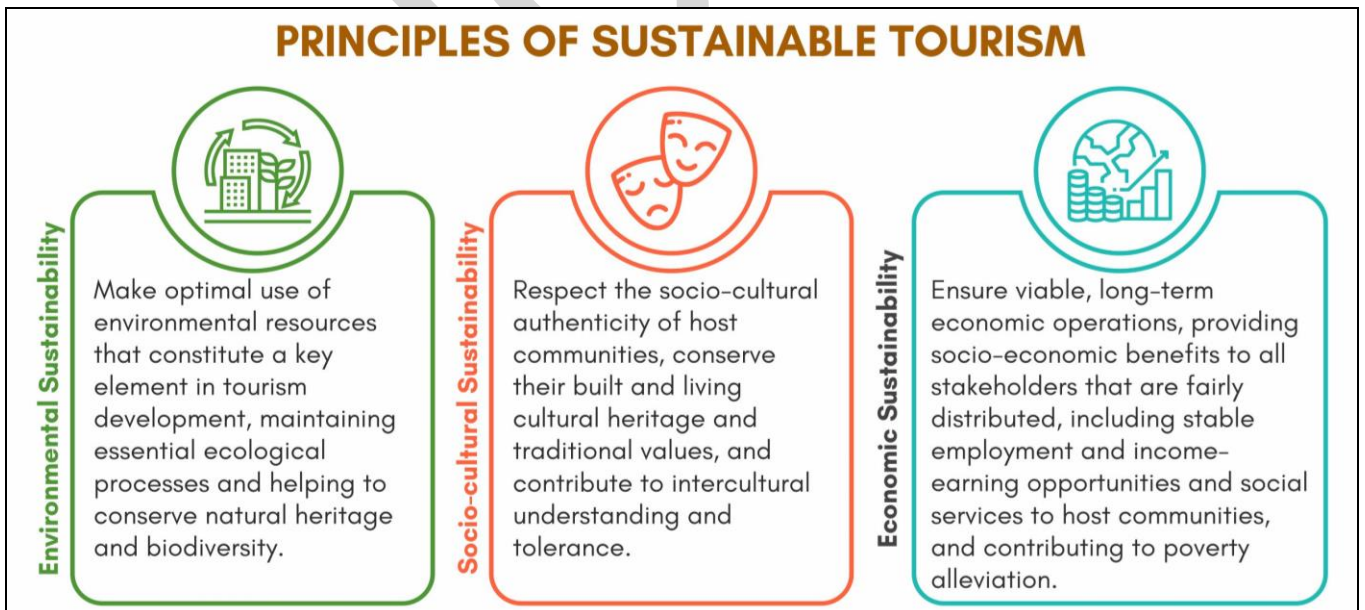 PRINCIPLES OF SUSTAINABLE TOURISM
Environmental Sustainability
Make optimal use of
environmental resources
that constitute a key
element in tourism
development, maintaining
essential ecological
processes and helping to
conserve natural heritage
and biodiversity.
Socio-cultural Sustainability
Respect the socio-cultural
authenticity of host
communities, conserve
their built and living
cultural heritage and
traditional values, and
contribute to intercultural
understanding and
tolerance.
Economic Sustainability
Ensure viable, long-term
economic operations, providing
socio-economic benefits to all
stakeholders that are fairly
distributed, including stable
employment and income-
earning opportunities and social
services to host communities,
and contributing to poverty
alleviation.